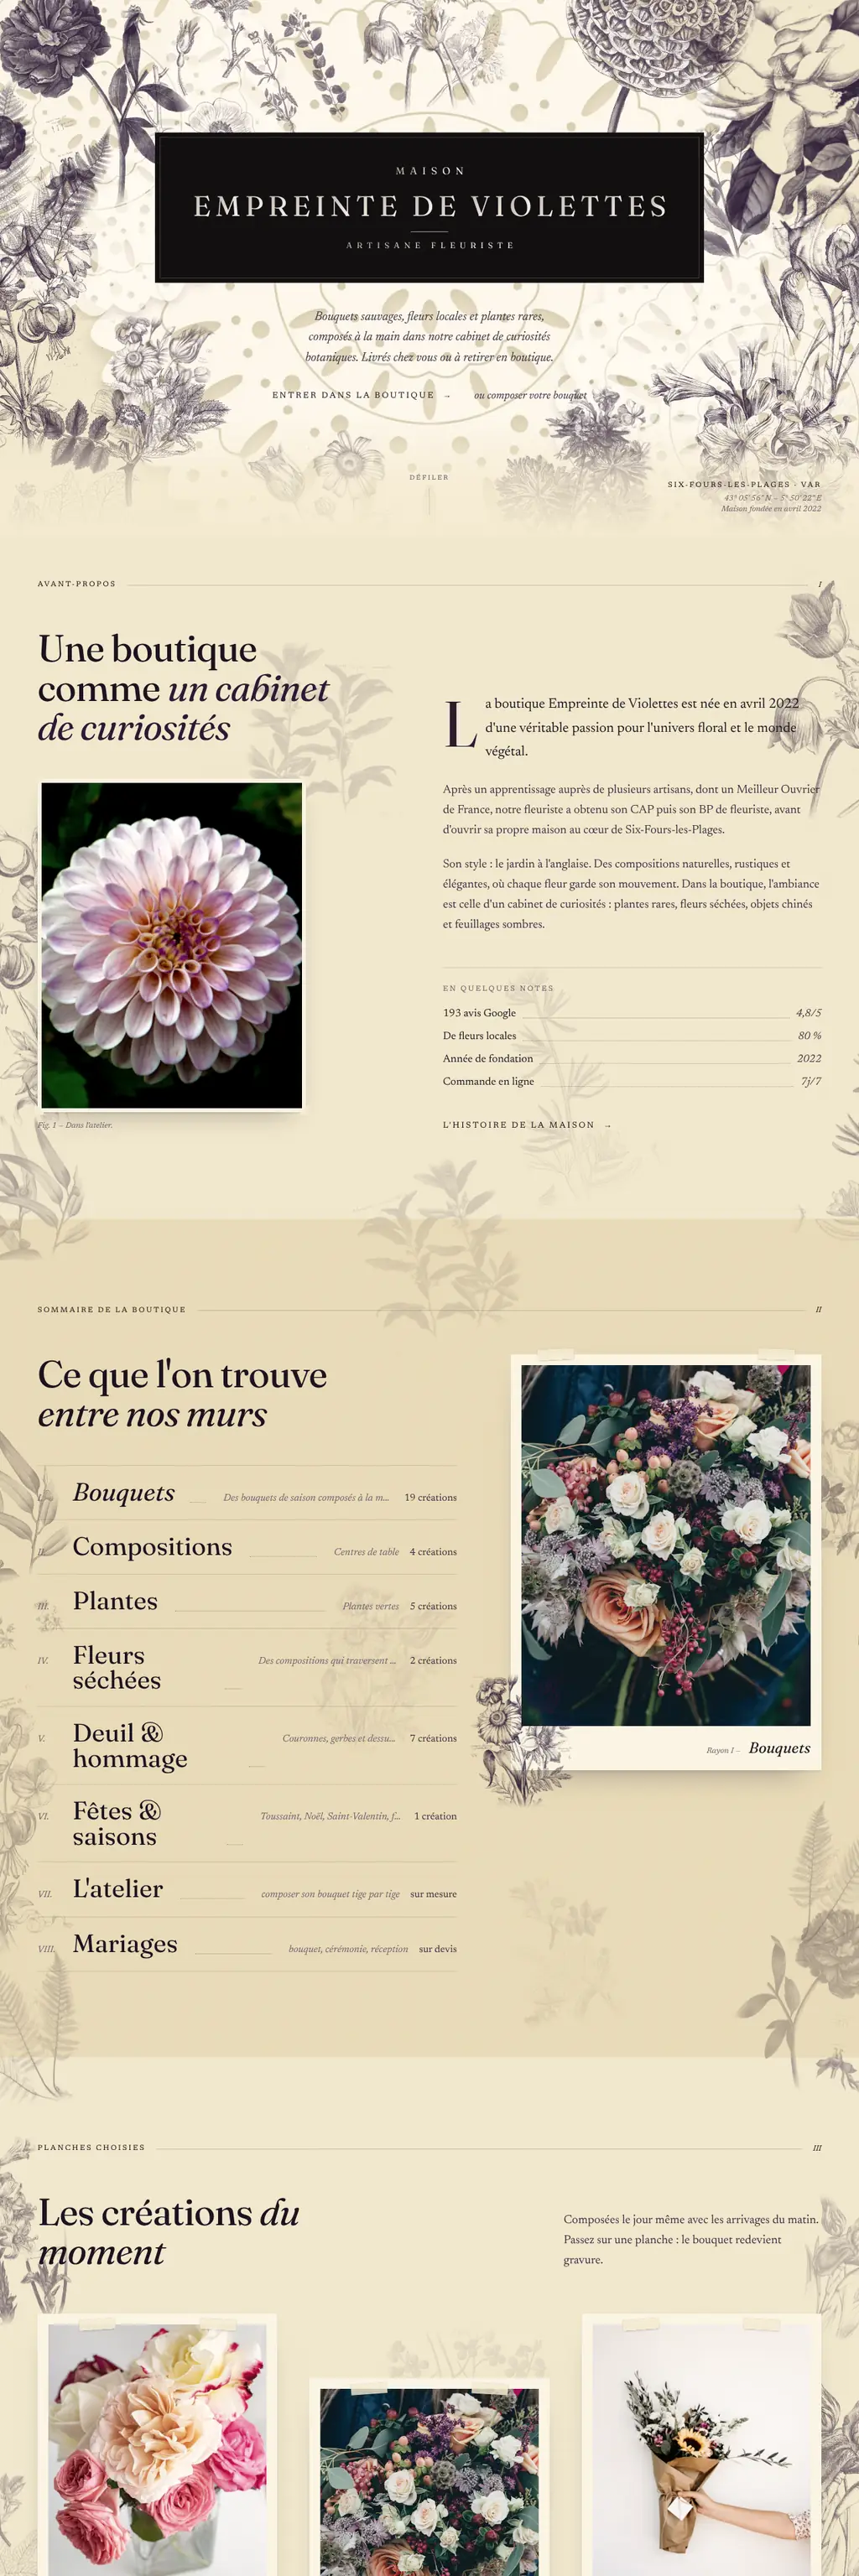 MAISON
EMPREINTE DE VIOLETTES
ARTISANE FLEURISTE
Bouquets sauvages, fleurs locales et plantes rares,
composés à la main dans notre cabinet de curiosités
botaniques. Livrés chez vous ou à retirer en boutique.
ENTRER DANS LA BOUTIQUE → ou composer votre bouquet
DÉFILER
SIX-FOURS-LES-PLAGES · VAR
43° 05′ 56″ N – 5° 50′ 22″ E
Maison fondée en avril 2022
AVANT-PROPOS I
Une boutique
comme un cabinet
de curiosités
La boutique Empreinte de Violettes est née en avril 2022
d'une véritable passion pour l'univers floral et le monde
végétal.
Après un apprentissage auprès de plusieurs artisans, dont un Meilleur Ouvrier
de France, notre fleuriste a obtenu son CAP puis son BP de fleuriste, avant
d'ouvrir sa propre maison au cœur de Six-Fours-les-Plages.
Son style : le jardin à l'anglaise. Des compositions naturelles, rustiques et
élégantes, où chaque fleur garde son mouvement. Dans la boutique, l'ambiance
est celle d'un cabinet de curiosités : plantes rares, fleurs séchées, objets chinés
et feuillages sombres.
EN QUELQUES NOTES
193 avis Google 4,8/5
De fleurs locales 80 %
Année de fondation 2022
Commande en ligne 7j/7
L'HISTOIRE DE LA MAISON →
Fig. 1 – Dans l'atelier.
SOMMAIRE DE LA BOUTIQUE II
Ce que l'on trouve
entre nos murs
I. Bouquets Des bouquets de saison composés à la m... 19 créations
II. Compositions Centres de table 4 créations
III. Plantes Plantes vertes 5 créations
IV. Fleurs séchées Des compositions qui traversent ... 2 créations
V. Deuil & hommage Couronnes, gerbes et dessu... 7 créations
VI. Fêtes & saisons Toussaint, Noël, Saint-Valentin, f... 1 création
VII. L'atelier composer son bouquet tige par tige sur mesure
VIII. Mariages bouquet, cérémonie, réception sur devis
Rayon I – Bouquets
PLANCHES CHOISIES III
Les créations du
moment
Composées le jour même avec les arrivages du matin.
Passez sur une planche : le bouquet redevient
gravure.